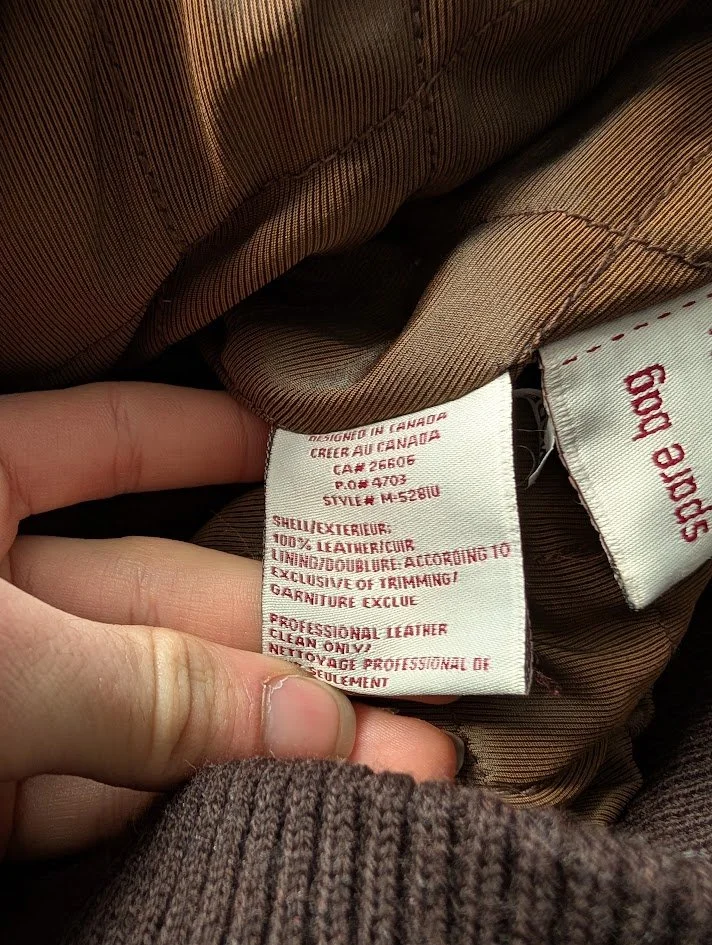 DESIGNED IN CANADA
CRÉER AU CANADA
CA# 26606
P.O# 4703
STYLE# M-5281U
SHELL/EXTERIEUR:
100% LEATHER/CUIR
LINING/DOUBLURE: ACCORDING TO
EXCLUSIVE OF TRIMMING/
GARNITURE EXCLUE
PROFESSIONAL LEATHER
CLEAN ONLY/
NETTOYAGE PROFESSIONAL DE
SEULEMENT
spare bag